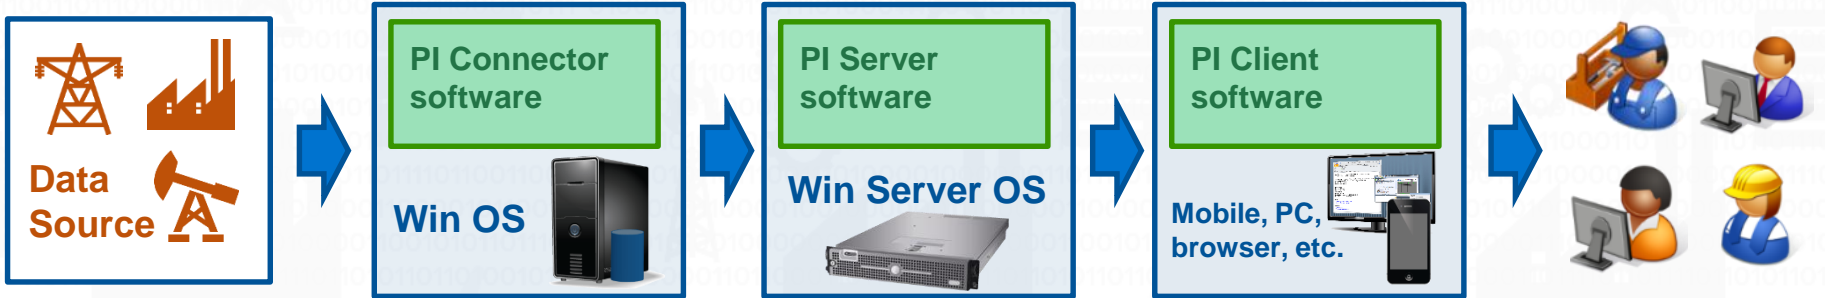 Data
Source
PI Connector
software
Win OS
PI Server
software
Win Server OS
PI Client
software
Mobile, PC,
browser, etc.